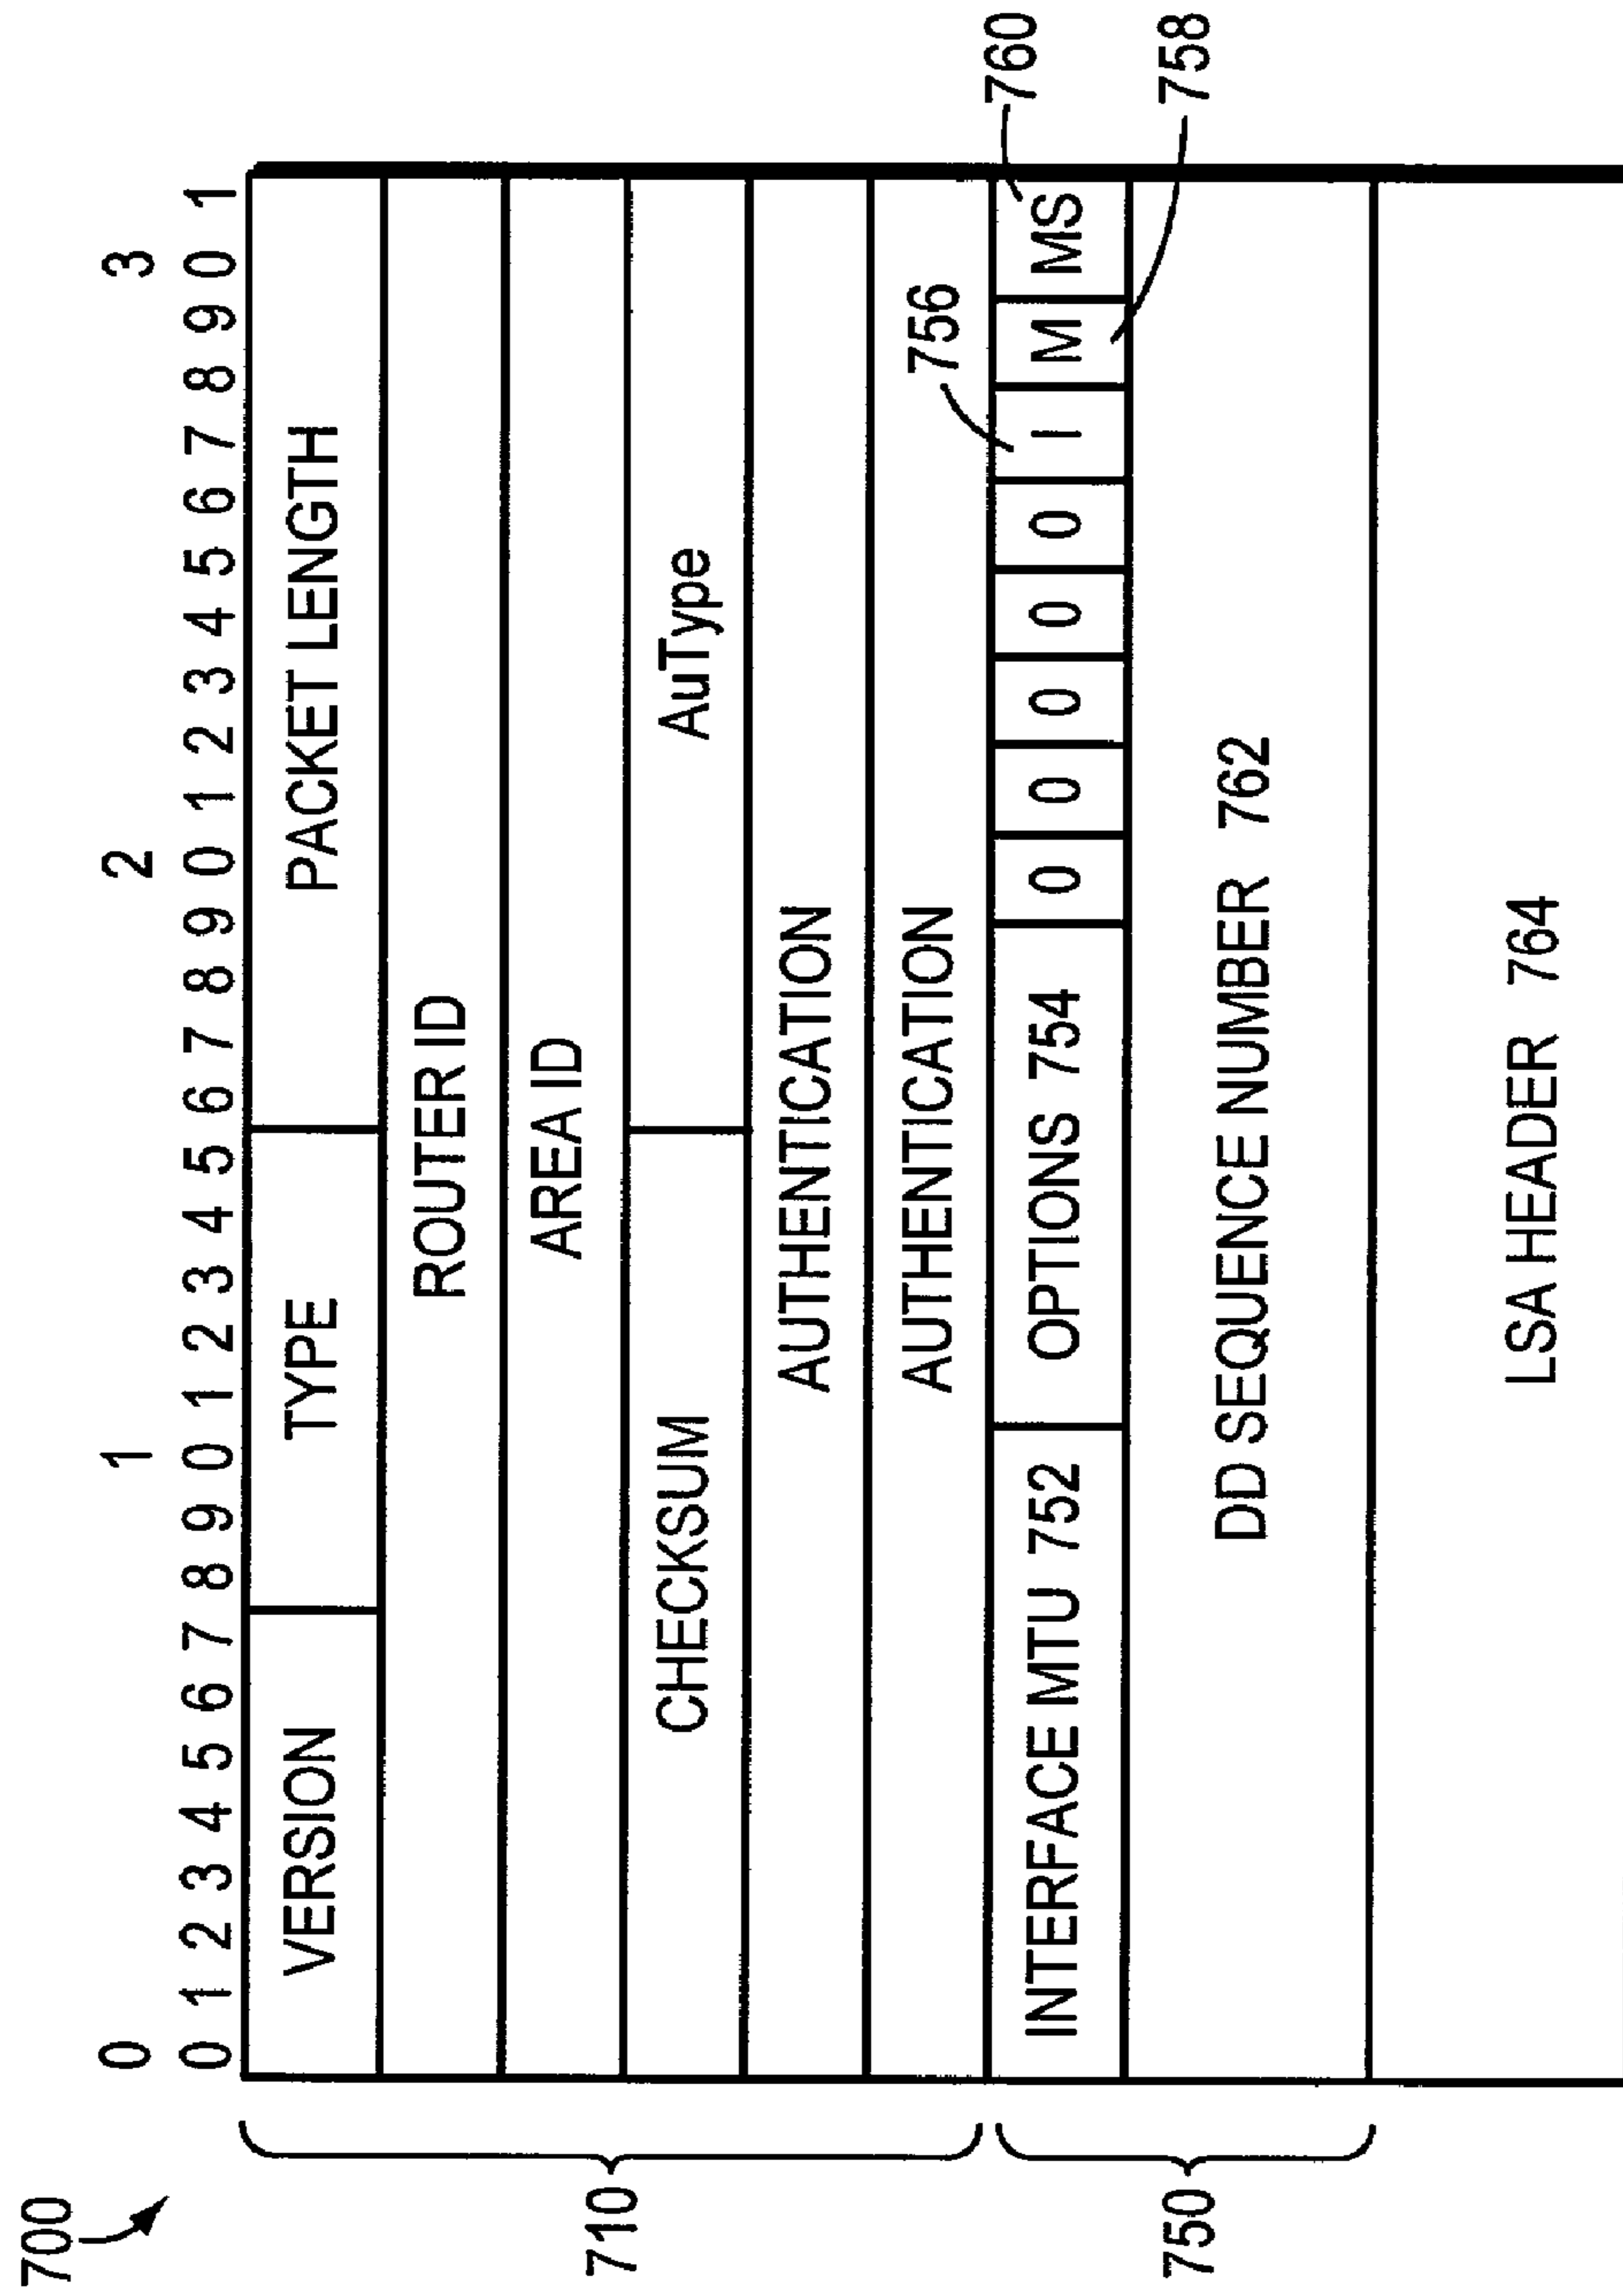 700
0 1 2 3
0 1 2 3 4 5 6 7 8 9 0 1 2 3 4 5 6 7 8 9 0 1 2 3 4 5 6 7 8 9 0 1
VERSION TYPE PACKET LENGTH
ROUTER ID
710
AREA ID
CHECKSUM AuType
AUTHENTICATION
AUTHENTICATION
756
760
INTERFACE MTU 752 OPTIONS 754 0 0 0 0 0 I M MS
758
750
DD SEQUENCE NUMBER 762
LSA HEADER 764